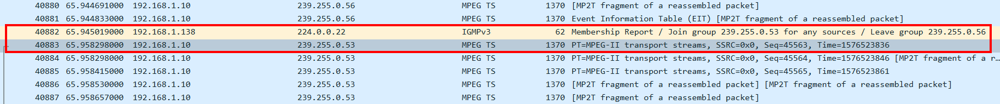 40880 65.944691000 192.168.1.10 239.255.0.56 MPEG TS 1370 [MP2T fragment of a reassembled packet]
40881 65.944833000 192.168.1.10 239.255.0.56 MPEG TS 1370 Event Information Table (EIT) [MP2T fragment of a reassembled packet]
40882 65.945019000 192.168.1.138 224.0.0.22 IGMPv3 62 Membership Report / Join group 239.255.0.53 for any sources / Leave group 239.255.0.56
40883 65.958298000 192.168.1.10 239.255.0.53 MPEG TS 1370 PT=MPEG-II transport streams, SSRC=0x0, Seq=45563, Time=1576523836
40884 65.958298000 192.168.1.10 239.255.0.53 MPEG TS 1370 PT=MPEG-II transport streams, SSRC=0x0, Seq=45564, Time=1576523846 [MP2T fragment of a r…
40885 65.958415000 192.168.1.10 239.255.0.53 MPEG TS 1370 PT=MPEG-II transport streams, SSRC=0x0, Seq=45565, Time=1576523861
40886 65.958530000 192.168.1.10 239.255.0.53 MPEG TS 1370 [MP2T fragment of a reassembled packet] [MP2T fragment of a reassembled packet]
40887 65.958657000 192.168.1.10 239.255.0.53 MPEG TS 1370 [MP2T fragment of a reassembled packet]